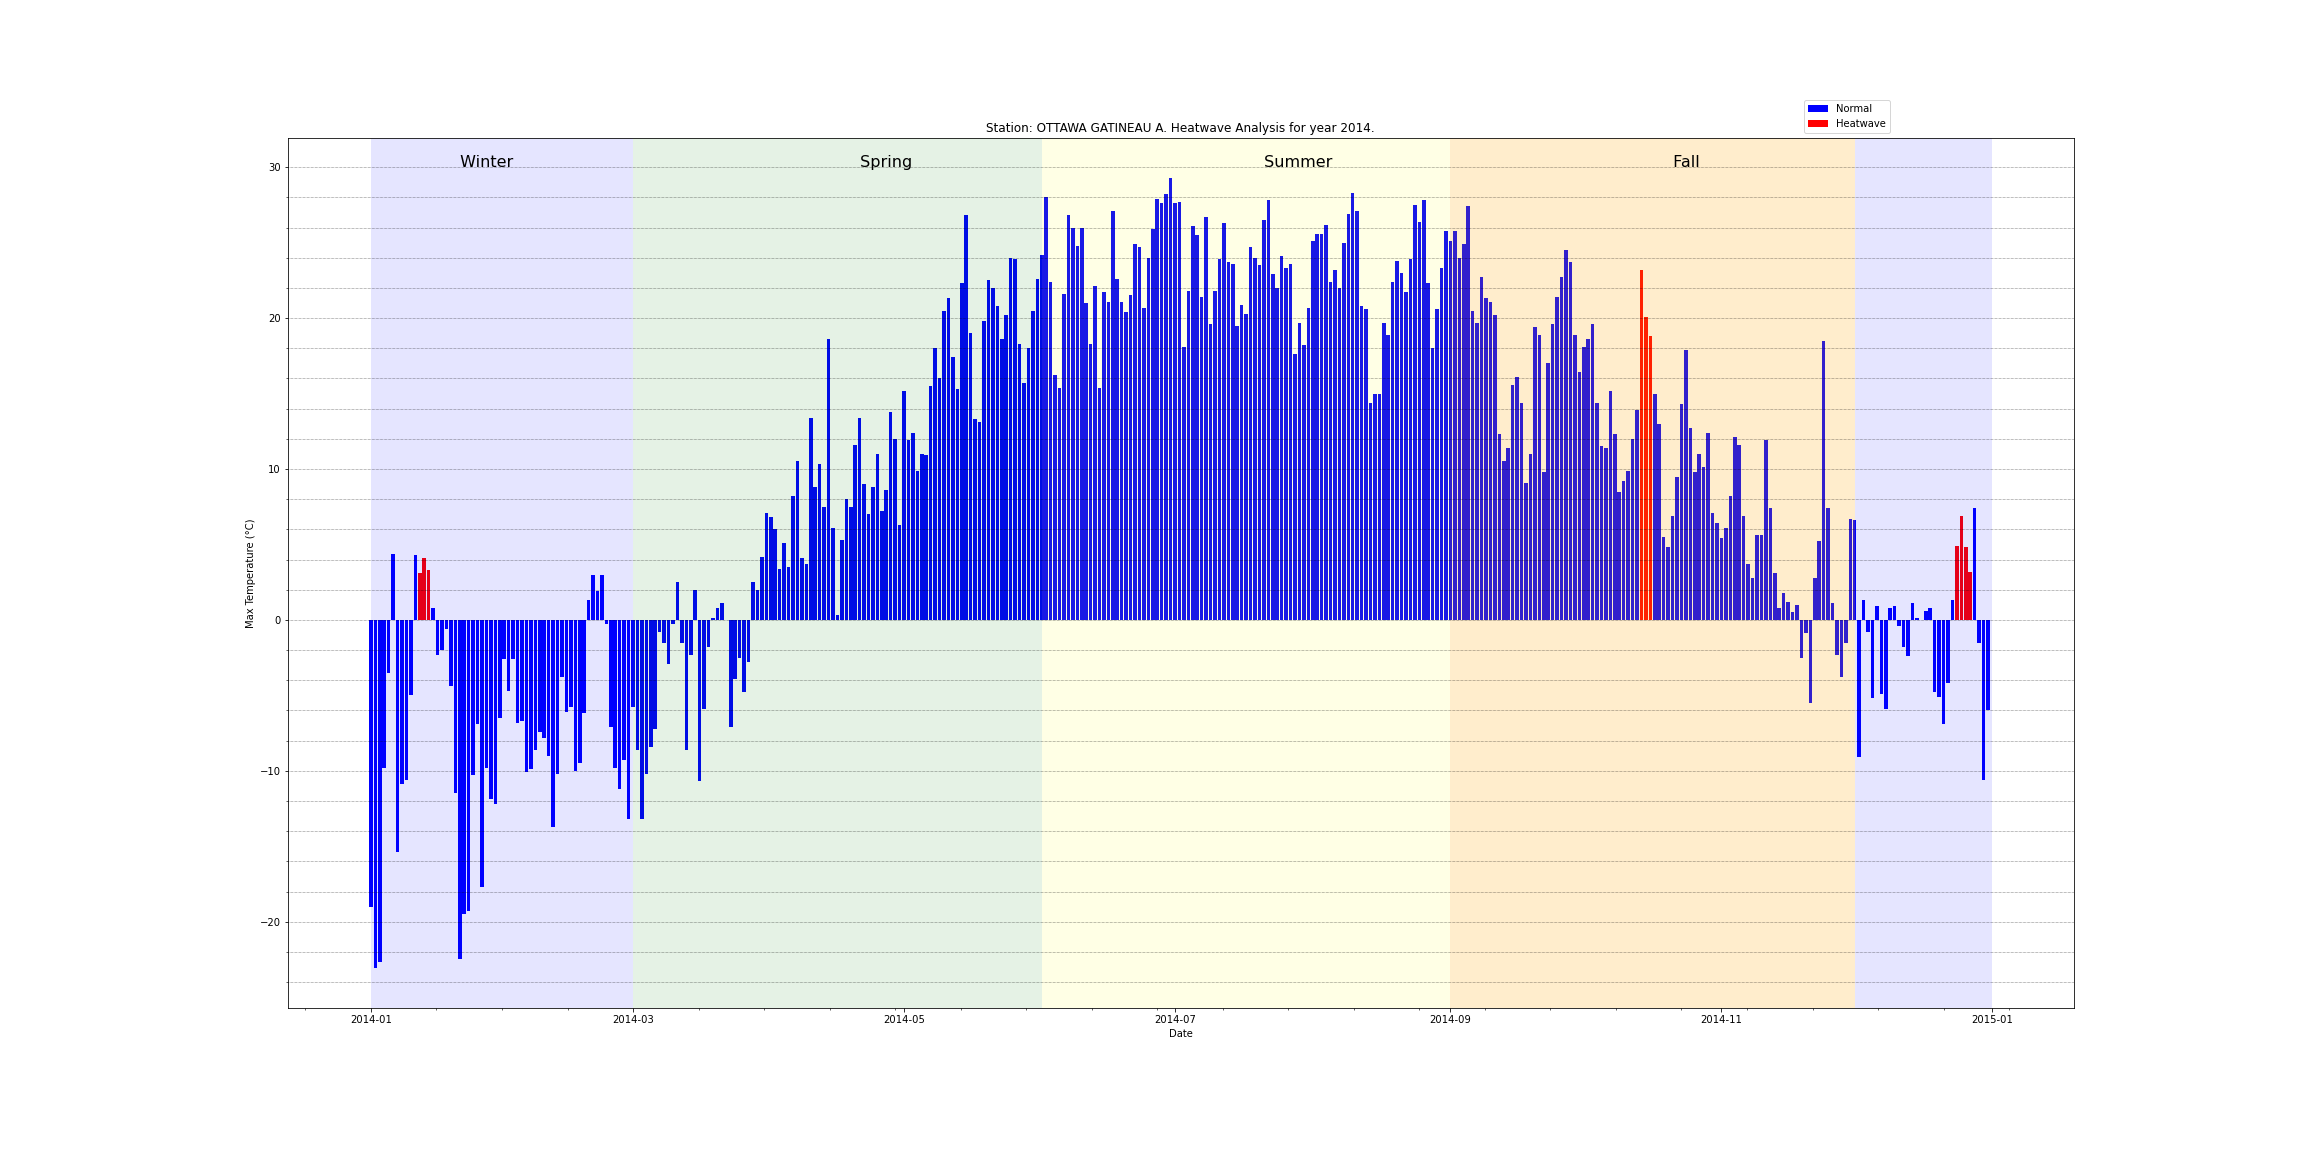 Normal
Heatwave
Station: OTTAWA GATINEAU A. Heatwave Analysis for year 2014.
Winter Spring Summer Fall
30
20
10
0
−10
−20
Max Temperature (°C)
2014-01 2014-03 2014-05 2014-07 2014-09 2014-11 2015-01
Date